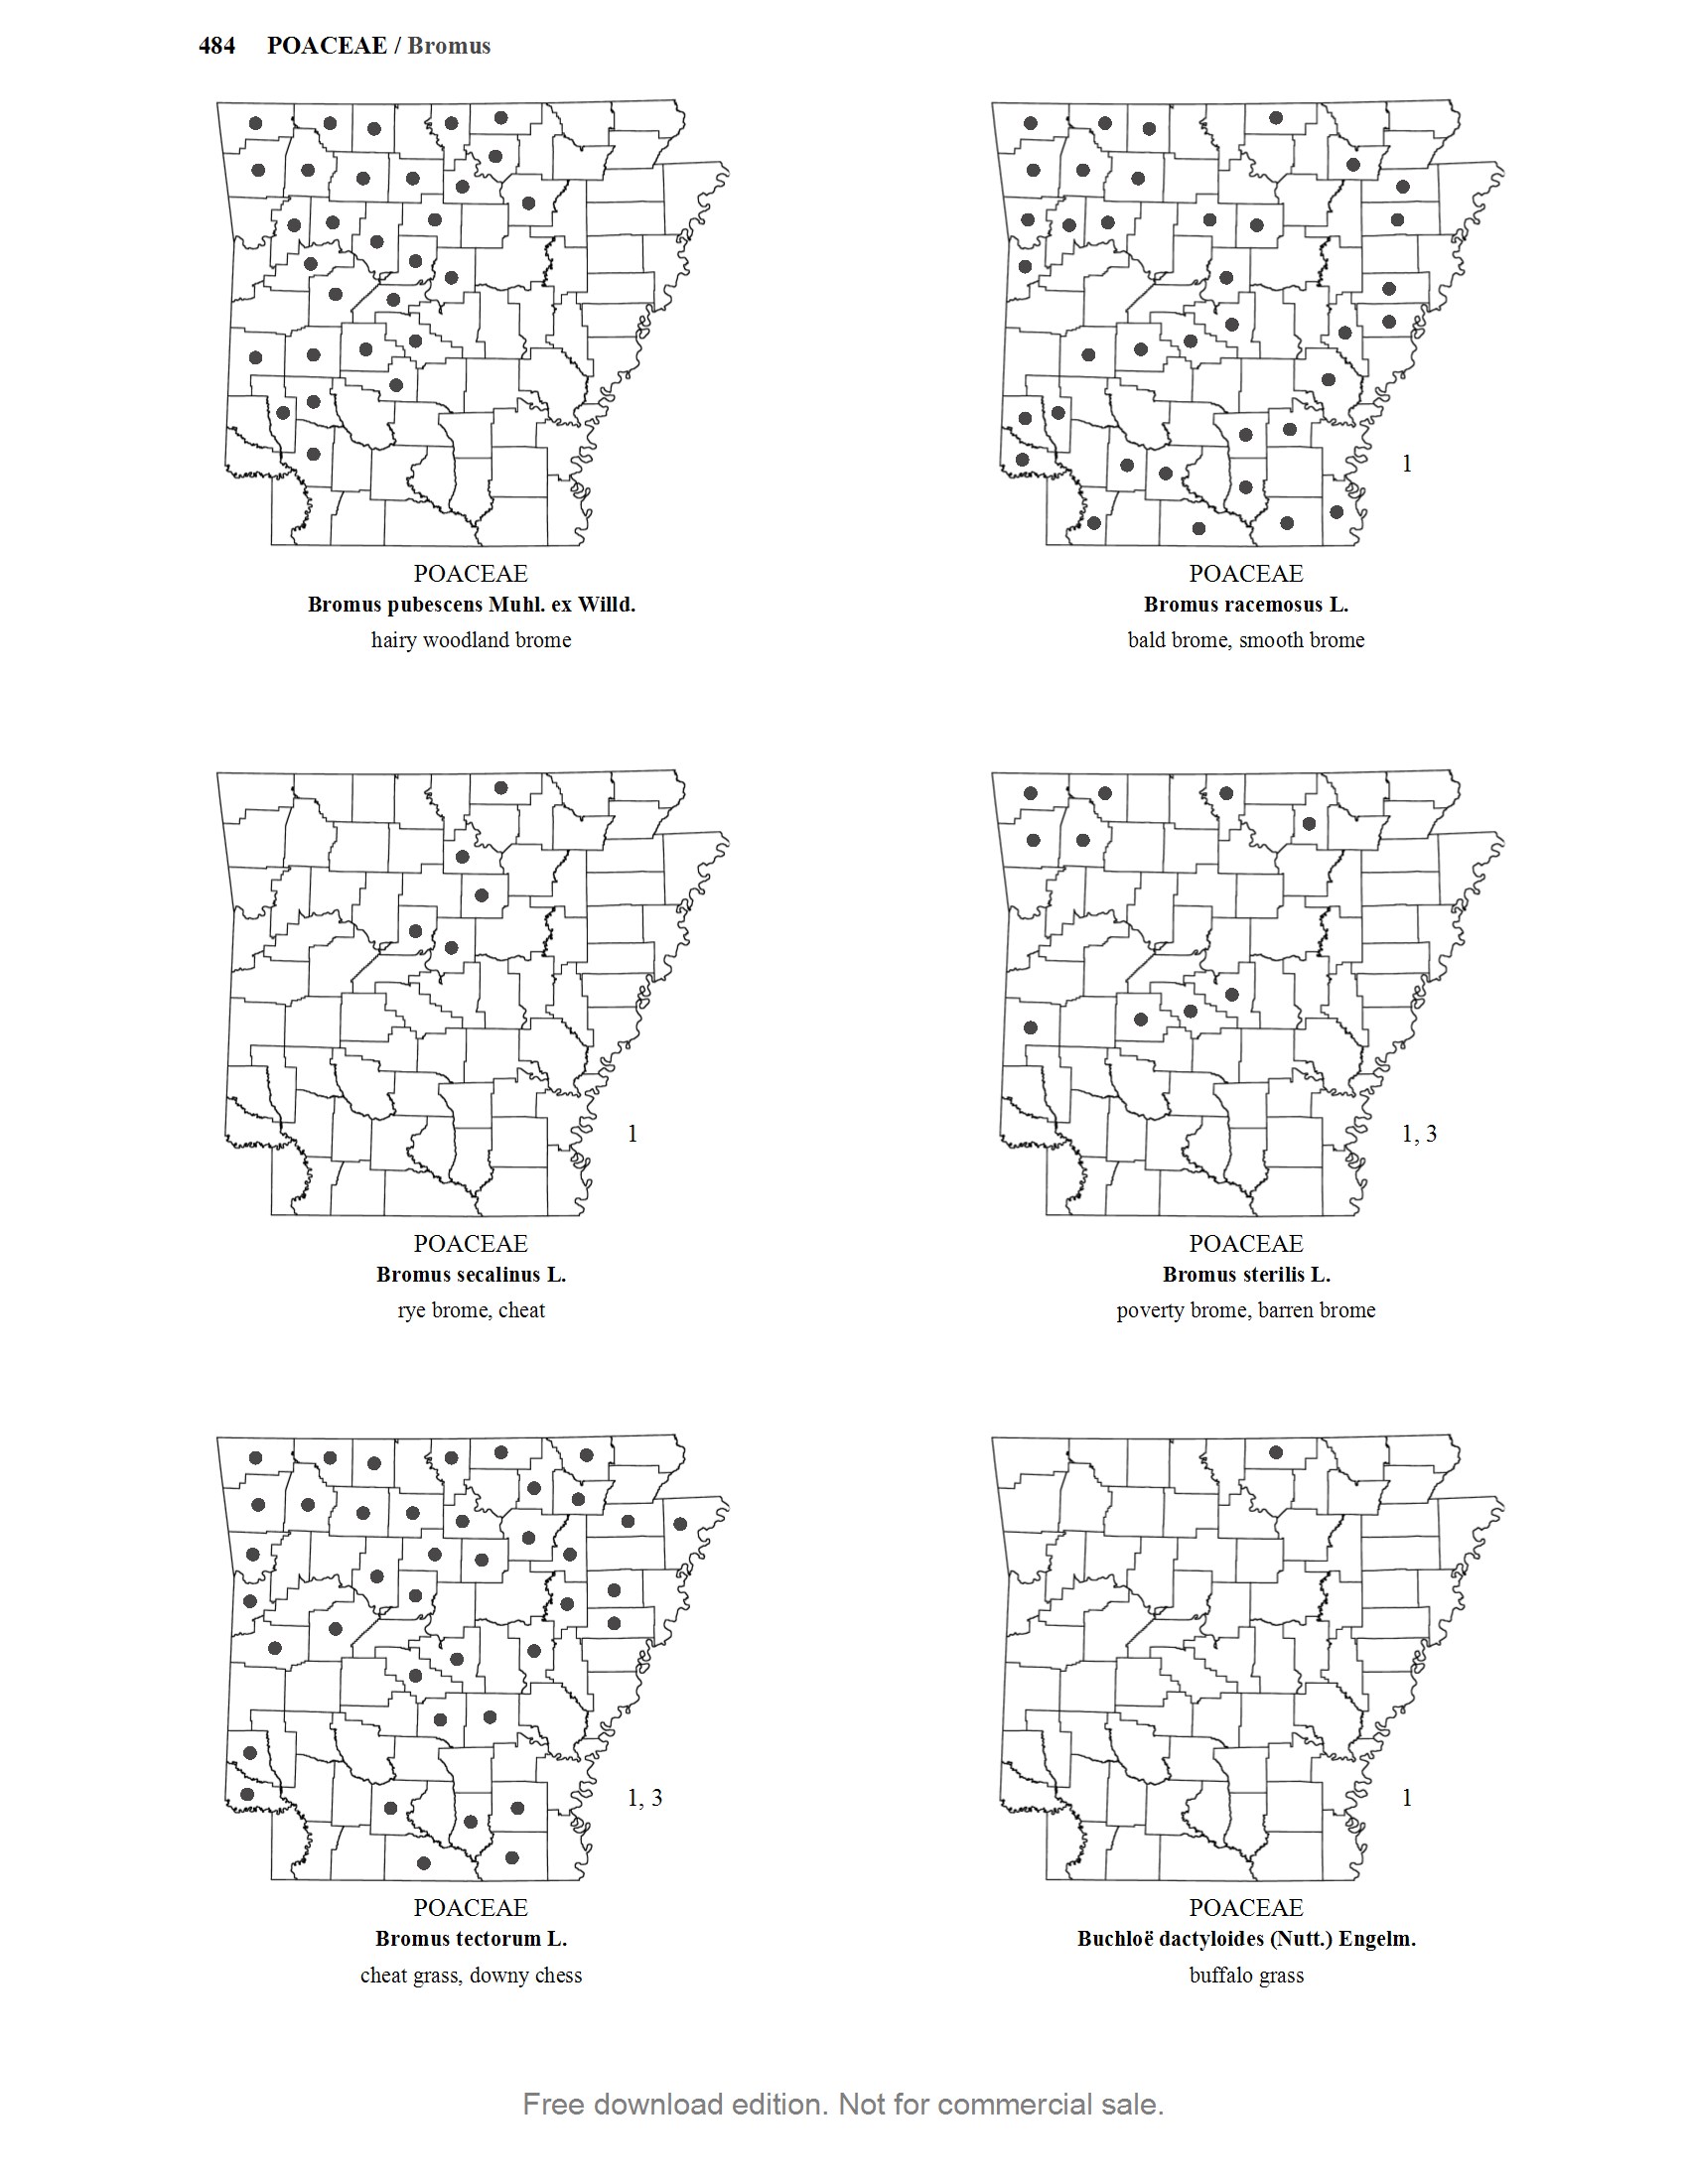 484 POACEAE / Bromus
POACEAE
Bromus pubescens Muhl. ex Willd.
hairy woodland brome
1
POACEAE
Bromus racemosus L.
bald brome, smooth brome
1
POACEAE
Bromus secalinus L.
rye brome, cheat
1, 3
POACEAE
Bromus sterilis L.
poverty brome, barren brome
1, 3
POACEAE
Bromus tectorum L.
cheat grass, downy chess
1
POACEAE
Buchloë dactyloides (Nutt.) Engelm.
buffalo grass
Free download edition. Not for commercial sale.